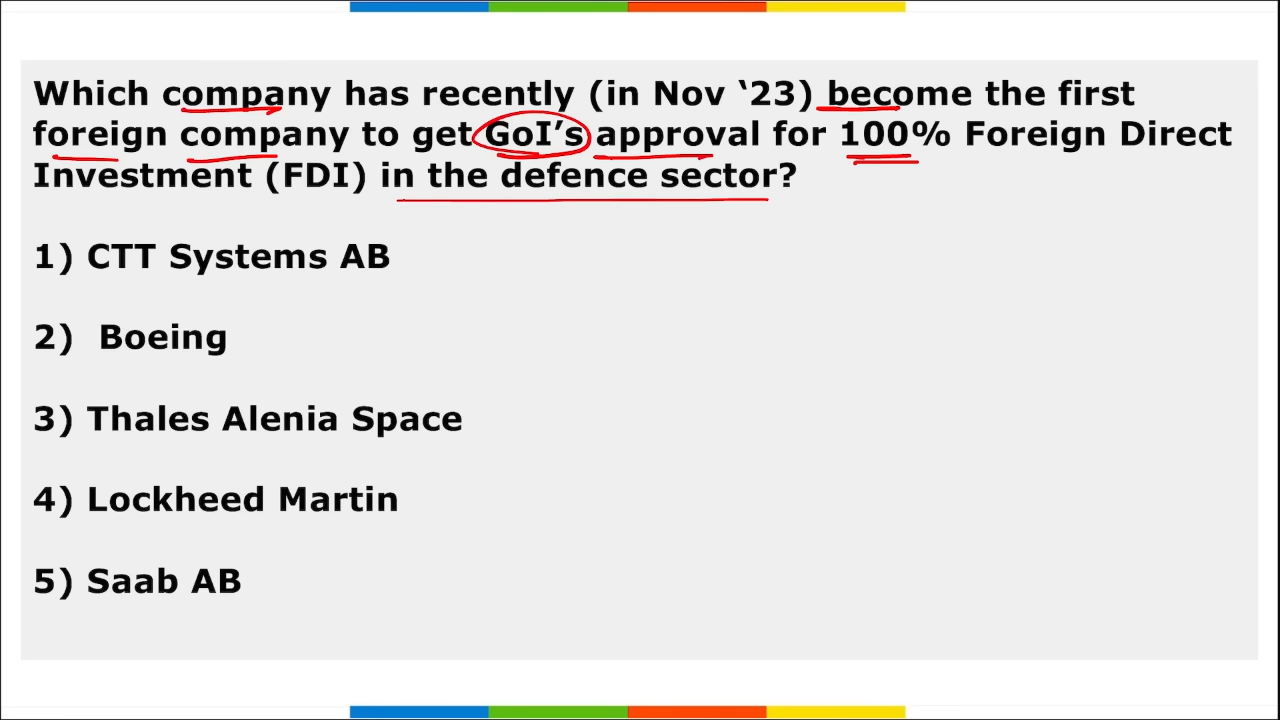 Which company has recently (in Nov ‘23) become the first
foreign company to get GoI’s approval for 100% Foreign Direct
Investment (FDI) in the defence sector?
1) CTT Systems AB
2) Boeing
3) Thales Alenia Space
4) Lockheed Martin
5) Saab AB